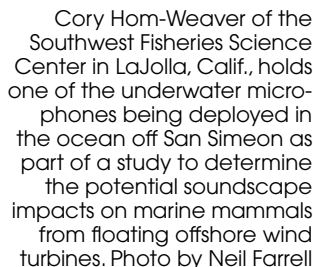 Cory Hom-Weaver of the
Southwest Fisheries Science
Center in LaJolla, Calif., holds
one of the underwater micro-
phones being deployed in
the ocean off San Simeon as
part of a study to determine
the potential soundscape
impacts on marine mammals
from floating offshore wind
turbines. Photo by Neil Farrell